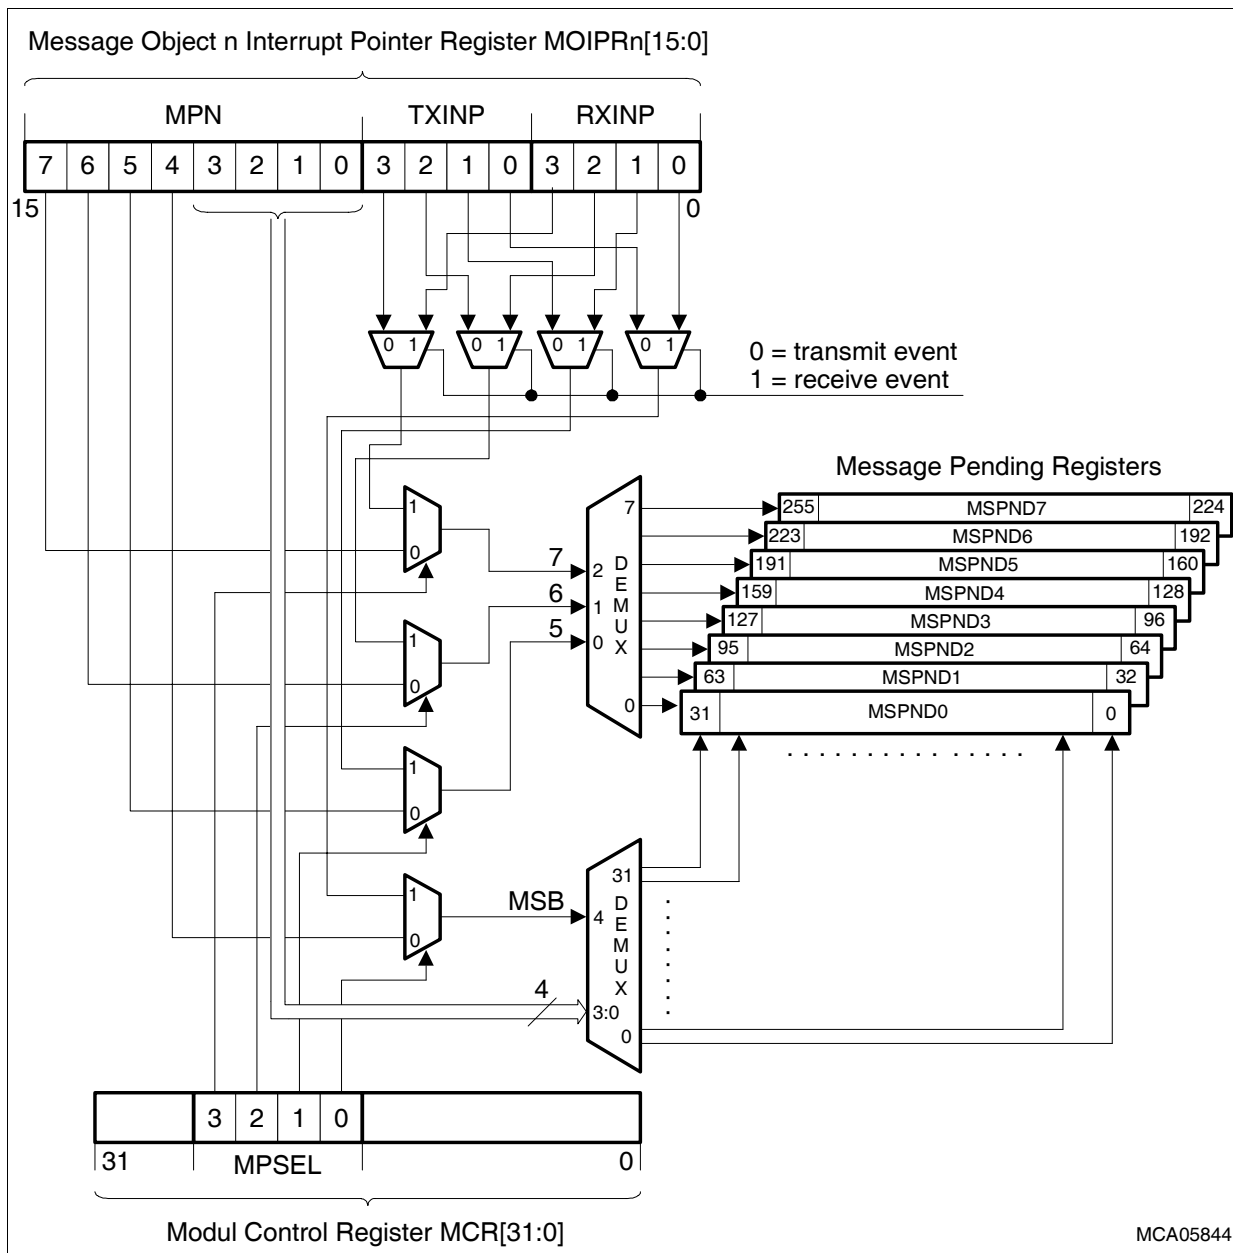 Message Object n Interrupt Pointer Register MOIPRn[15:0]
MPN TXINP RXINP
7 6 5 4 3 2 1 0 3 2 1 0 3 2 1 0
15 0
0 1 0 1 0 1 0 1
0 = transmit event
1 = receive event
Message Pending Registers
255 MSPND7 224
223 MSPND6 192
191 MSPND5 160
159 MSPND4 128
127 MSPND3 96
95 MSPND2 64
63 MSPND1 32
31 MSPND0 0
1
0
7
6
5
7
2
1
0
DEMUX
0
1
0
1
0
1
0
MSB
4
31
4
DEMUX
3:0
0
3 2 1 0
31 MPSEL 0
Modul Control Register MCR[31:0]
MCA05844